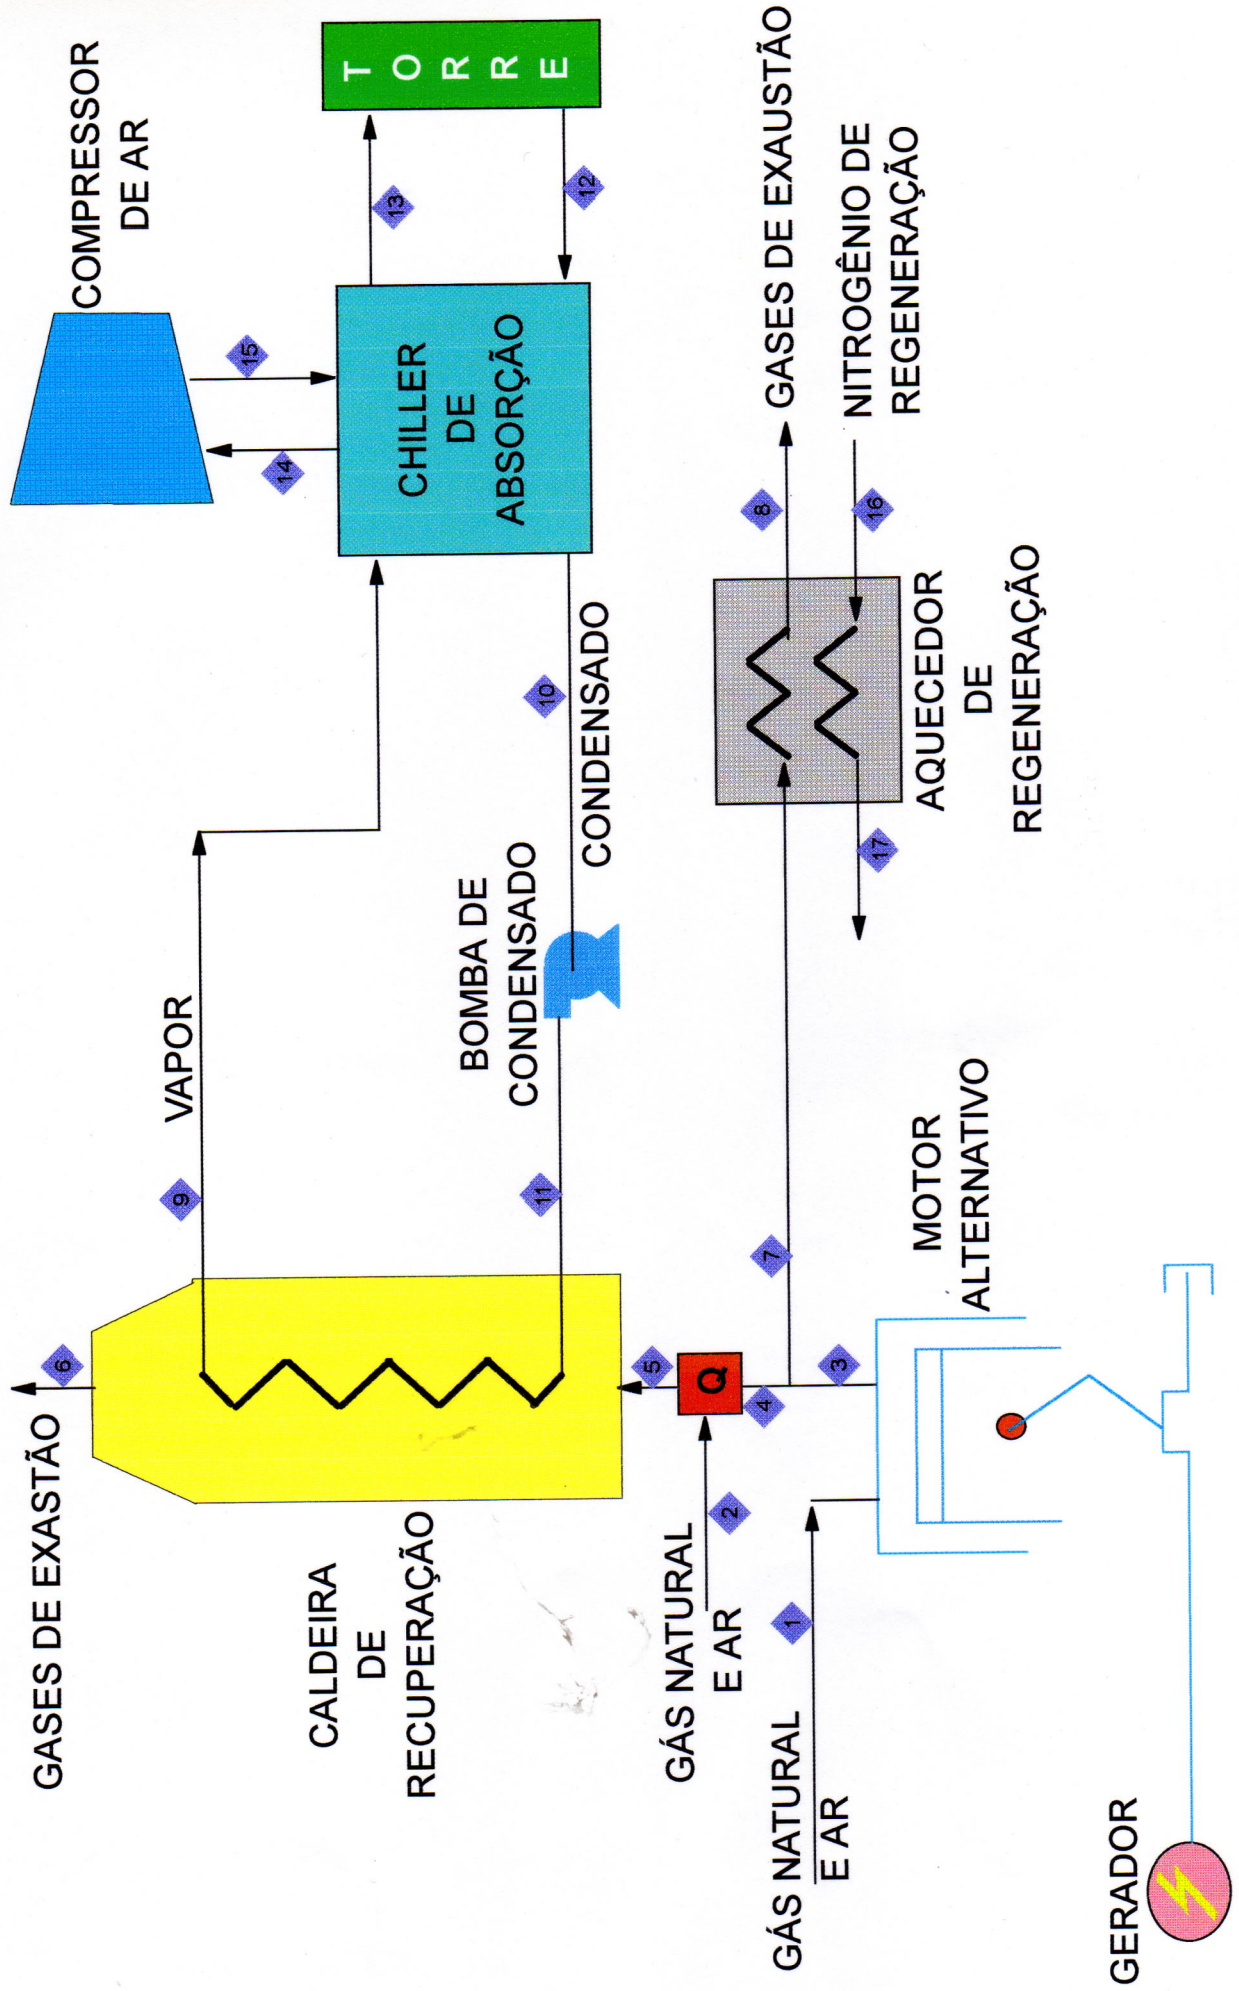 GASES DE EXASTÃO
6
CALDEIRA
DE
RECUPERAÇÃO
9
VAPOR
11
BOMBA DE
CONDENSADO
10
CONDENSADO
COMPRESSOR
DE AR
14
15
CHILLER
DE
ABSORÇÃO
13
12
TORRE
GÁS NATURAL
E AR
2
Q
5
4
3
7
GÁS NATURAL
E AR
1
MOTOR
ALTERNATIVO
GERADOR
8
GASES DE EXAUSTÃO
16
NITROGÊNIO DE
REGENERAÇÃO
17
AQUECEDOR
DE
REGENERAÇÃO